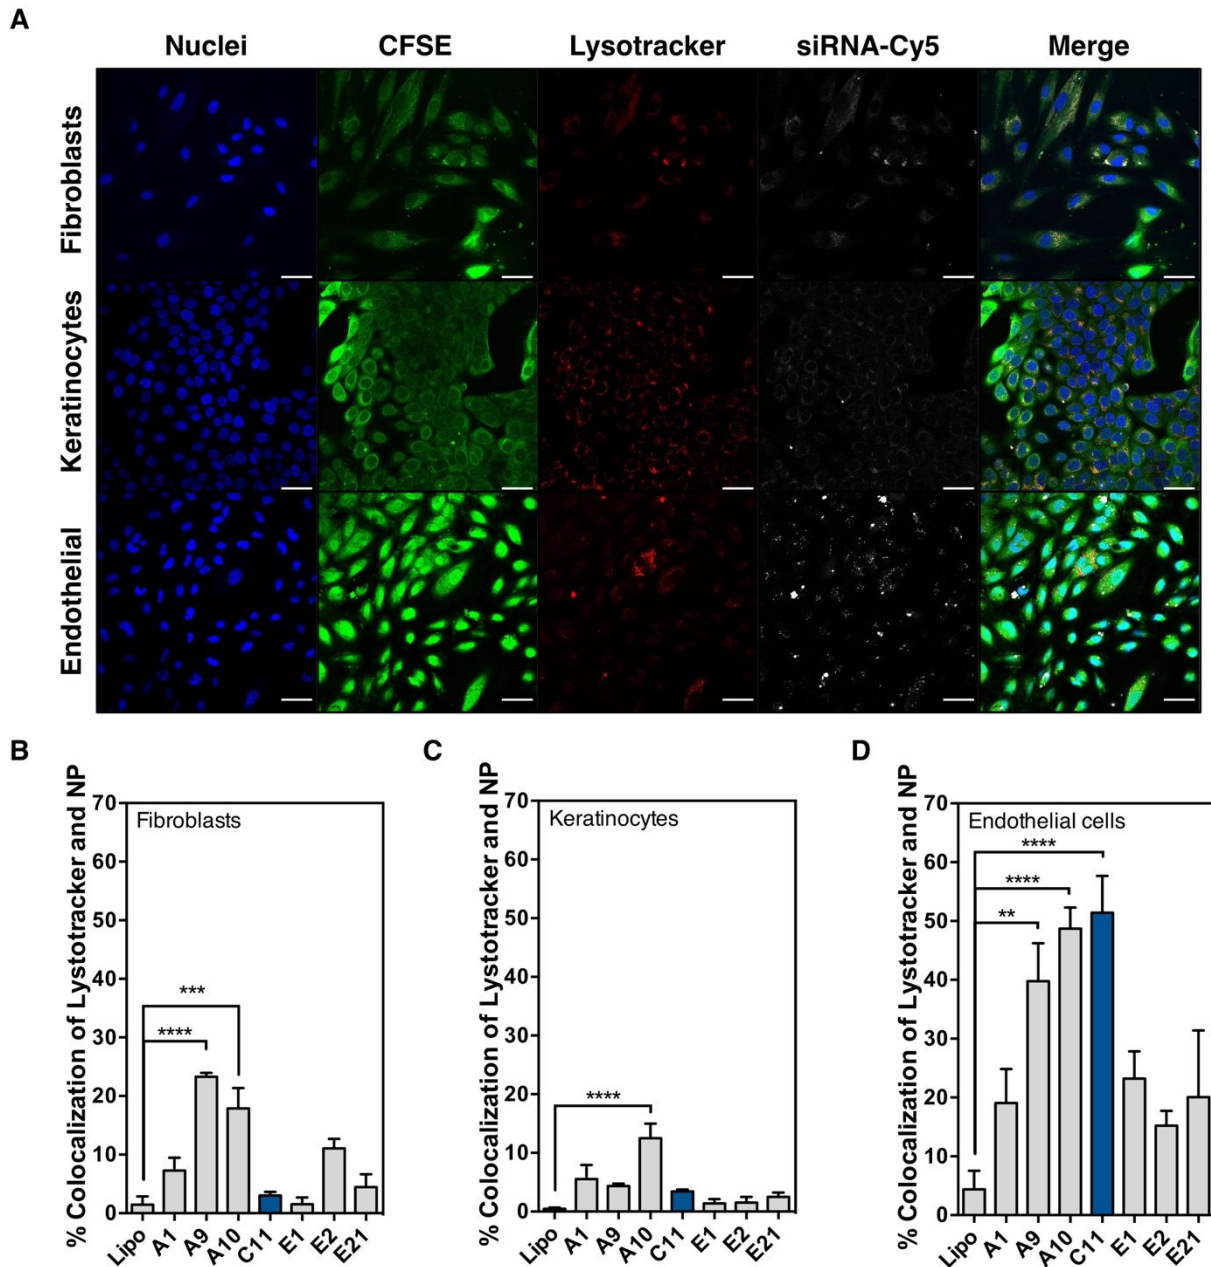 A
Nuclei CFSE Lysotracker siRNA-Cy5 Merge
Fibroblasts
Keratinocytes
Endothelial
B
% Colocalization of Lystotracker and NP
70
60
50
40
30
20
10
0
Fibroblasts
***
****
Lipo A1 A9 A10 C11 E1 E2 E21
C
% Colocalization of Lystotracker and NP
70
60
50
40
30
20
10
0
Keratinocytes
****
Lipo A1 A9 A10 C11 E1 E2 E21
D
% Colocalization of Lystotracker and NP
70
60
50
40
30
20
10
0
Endothelial cells
****
****
**
Lipo A1 A9 A10 C11 E1 E2 E21